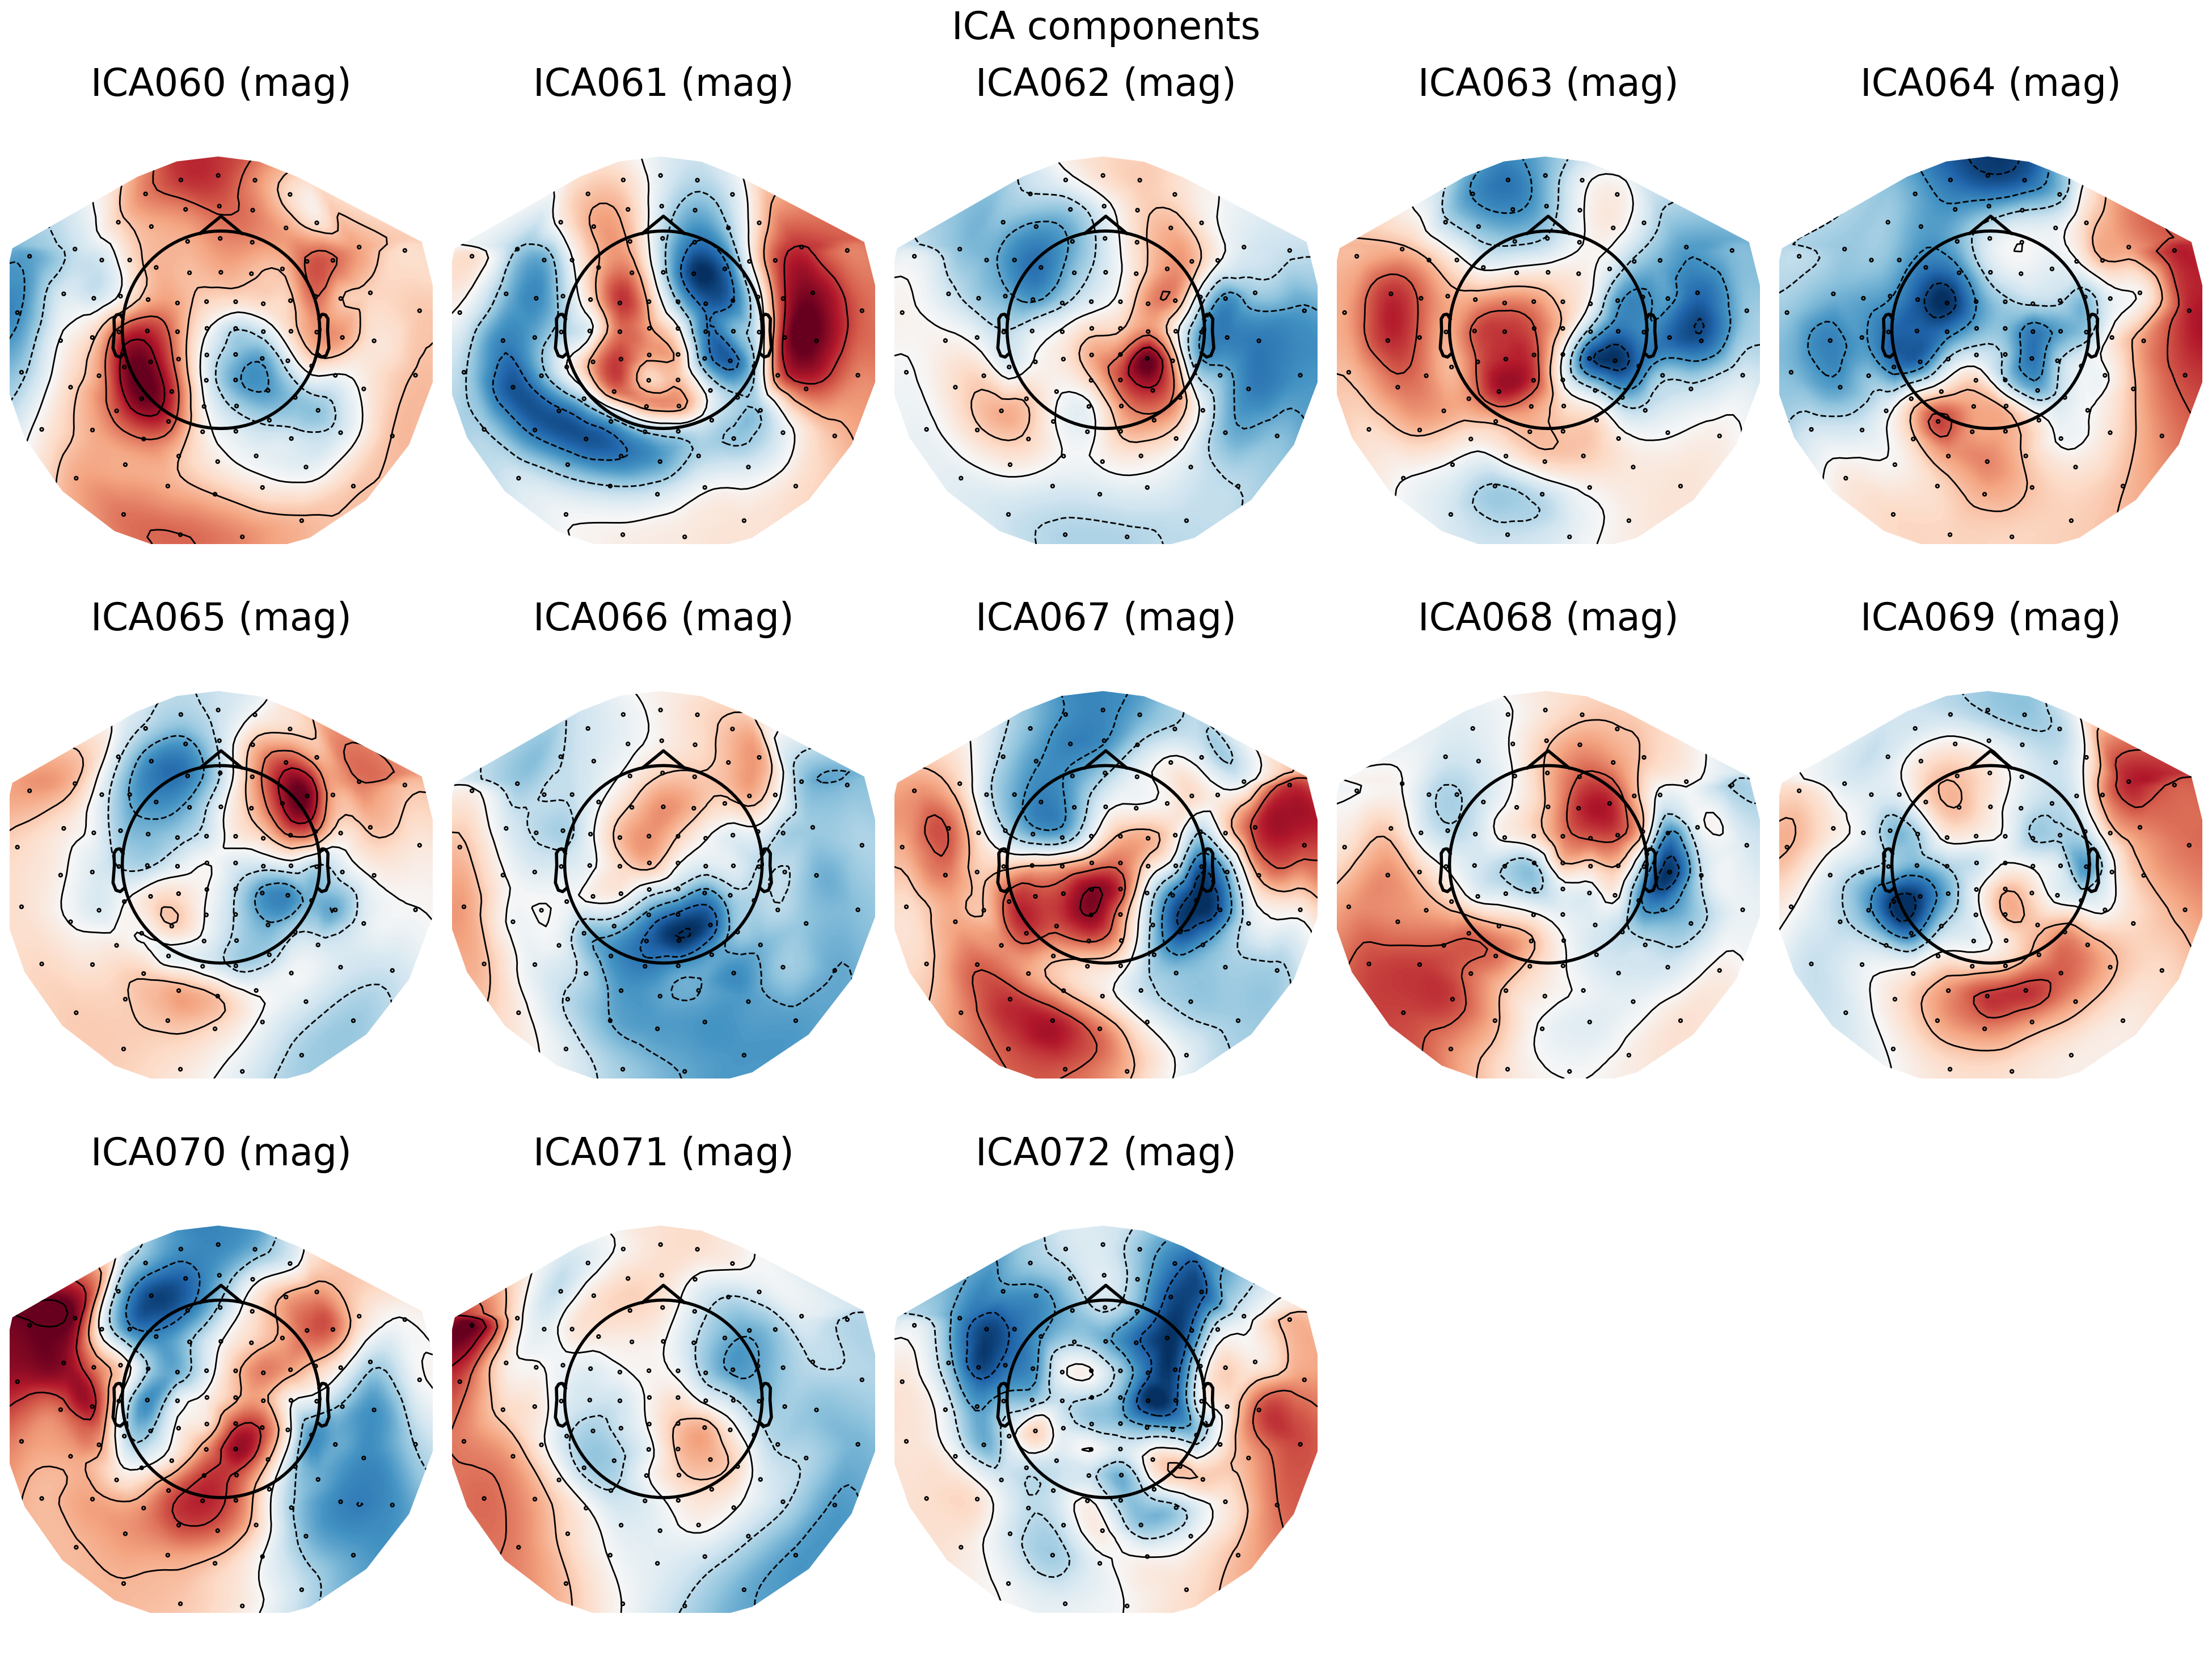 ICA components
ICA060 (mag) ICA061 (mag) ICA062 (mag) ICA063 (mag) ICA064 (mag)
ICA065 (mag) ICA066 (mag) ICA067 (mag) ICA068 (mag) ICA069 (mag)
ICA070 (mag) ICA071 (mag) ICA072 (mag)